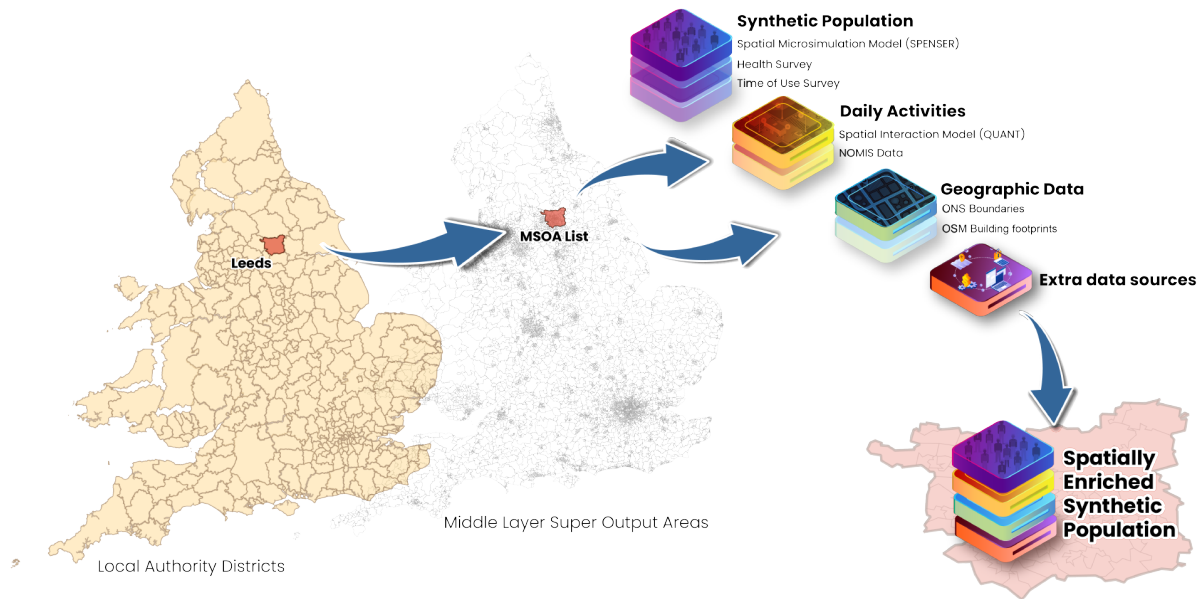 Synthetic Population
Spatial Microsimulation Model (SPENSER)
Health Survey
Time of Use Survey
Daily Activities
Spatial Interaction Model (QUANT)
NOMIS Data
Geographic Data
ONS Boundaries
OSM Building footprints
Extra data sources
Leeds
MSOA List
Spatially
Enriched
Synthetic
Population
Middle Layer Super Output Areas
Local Authority Districts